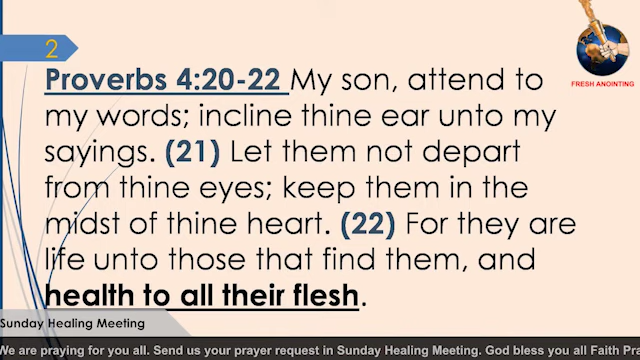 2
FRESH ANOINTING
Proverbs 4:20-22 My son, attend to
my words; incline thine ear unto my
sayings. (21) Let them not depart
from thine eyes; keep them in the
midst of thine heart. (22) For they are
life unto those that find them, and
health to all their flesh.
Sunday Healing Meeting
We are praying for you all. Send us your prayer request in Sunday Healing Meeting. God bless you all Faith Pra